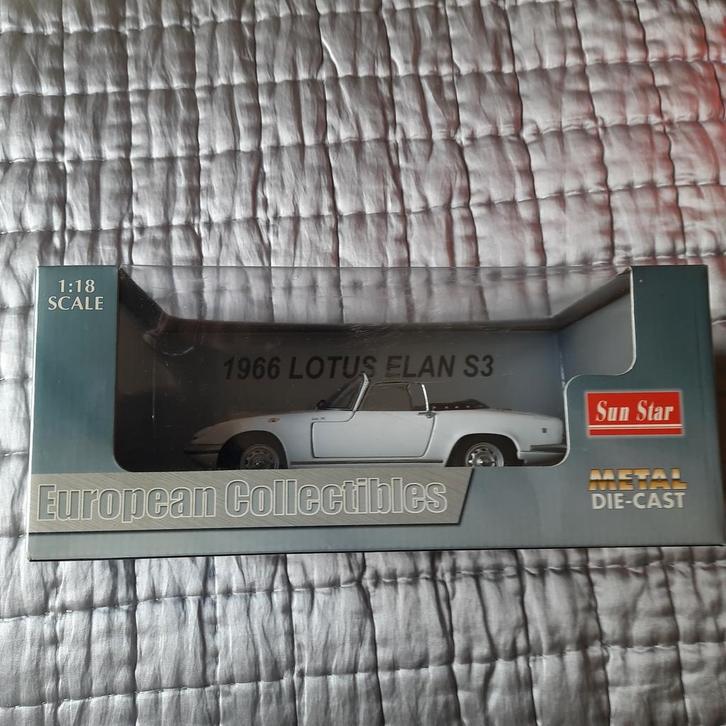 1:18
SCALE
1966 LOTUS ELAN S3
Sun Star
METAL
DIE-CAST
European Collectibles